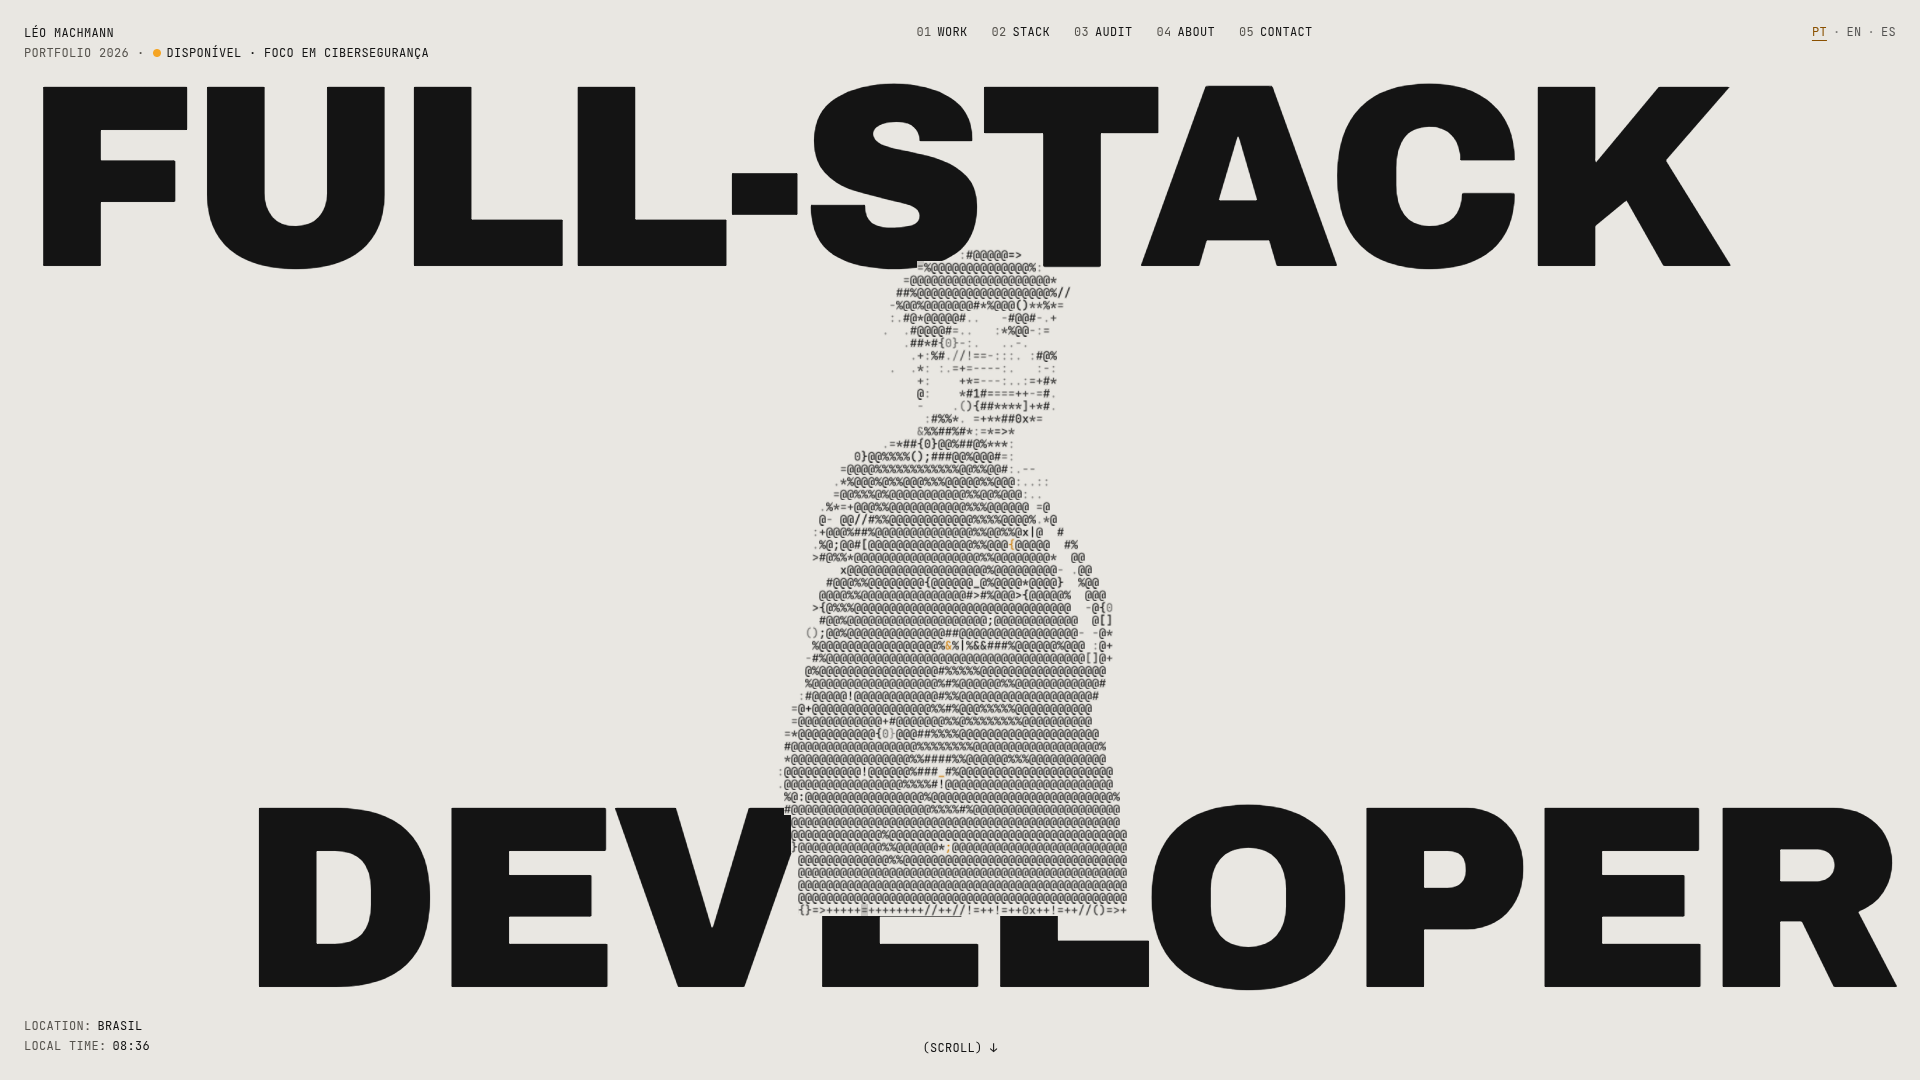 LÉO MACHMANN
PORTFOLIO 2026 · DISPONÍVEL · FOCO EM CIBERSEGURANÇA
01 WORK 02 STACK 03 AUDIT 04 ABOUT 05 CONTACT
PT · EN · ES
FULL-STACK
DEVELOPER
LOCATION: BRASIL
LOCAL TIME: 08:36
(SCROLL) ↓